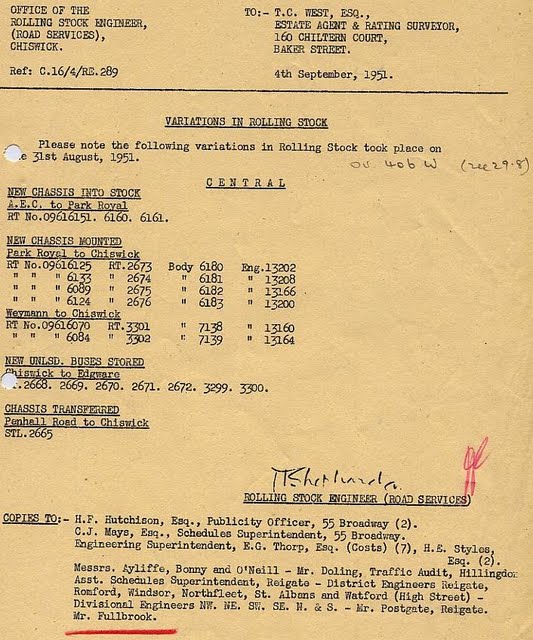 OFFICE OF THE
ROLLING STOCK ENGINEER,
(ROAD SERVICES),
CHISWICK.
Ref: C.16/4/RE.289
TO:- T.C. WEST, ESQ.,
ESTATE AGENT & RATING SURVEYOR,
160 CHILTERN COURT,
BAKER STREET.
4th September, 1951.
VARIATIONS IN ROLLING STOCK
Please note the following variations in Rolling Stock took place on
e 31st August, 1951.
406 W (rec 29.8)
C E N T R A L
NEW CHASSIS INTO STOCK
A.E.C. to Park Royal
RT No.09616151. 6160. 6161.
NEW CHASSIS MOUNTED
Park Royal to Chiswick
RT No.09616125 RT.2673 Body 6180 Eng.13202
" " " 6133 " 2674 " 6181 " 13208
" " " 6089 " 2675 " 6182 " 13166
" " " 6124 " 2676 " 6183 " 13200
Weymann to Chiswick
RT No.09616070 RT.3301 " 7138 " 13160
" " " 6084 " 3302 " 7139 " 13164
NEW UNLSD. BUSES STORED
Chiswick to Edgware
.2668. 2669. 2670. 2671. 2672. 3299. 3300.
CHASSIS TRANSFERRED
Penhall Road to Chiswick
STL.2665
ROLLING STOCK ENGINEER (ROAD SERVICES)
COPIES TO:- H.F. Hutchison, Esq., Publicity Officer, 55 Broadway (2).
C.J. Mays, Esq., Schedules Superintendent, 55 Broadway.
Engineering Superintendent, E.G. Thorp, Esq. (Costs) (7), H.E. Styles,
Esq. (2).
Messrs. Ayliffe, Bonny and O'Neill - Mr. Doling, Traffic Audit, Hillingdon
Asst. Schedules Superintendent, Reigate - District Engineers Reigate,
Romford, Windsor, Northfleet, St. Albans and Watford (High Street) -
Divisional Engineers NW. NE. SW. SE. N. & S. - Mr. Postgate, Reigate.
Mr. Fullbrook.